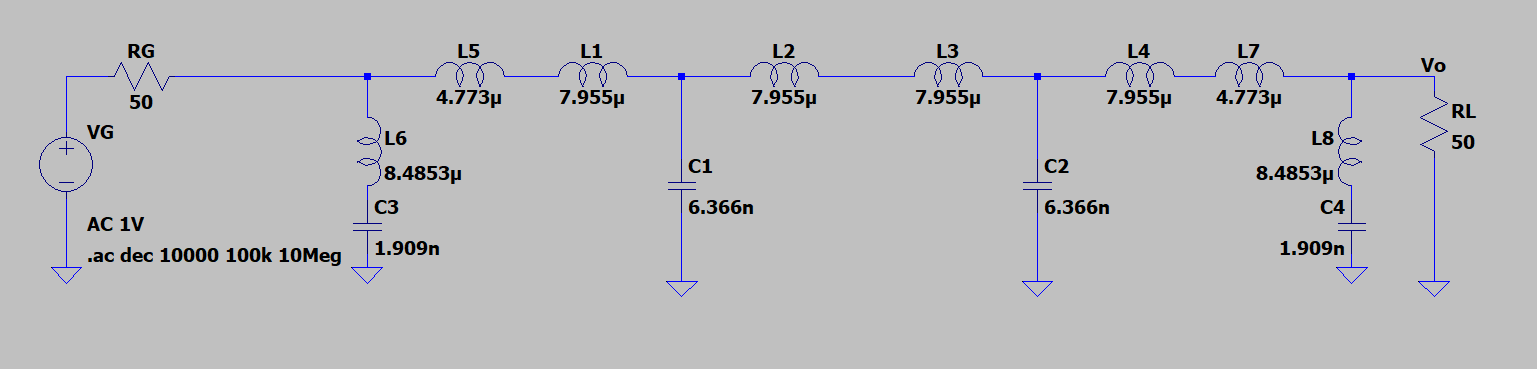 RG
50
VG
AC 1V
.ac dec 10000 100k 10Meg
L6
8.4853µ
C3
1.909n
L5
4.773µ
L1
7.955µ
C1
6.366n
L2
7.955µ
L3
7.955µ
C2
6.366n
L4
7.955µ
L7
4.773µ
L8
8.4853µ
C4
1.909n
Vo
RL
50